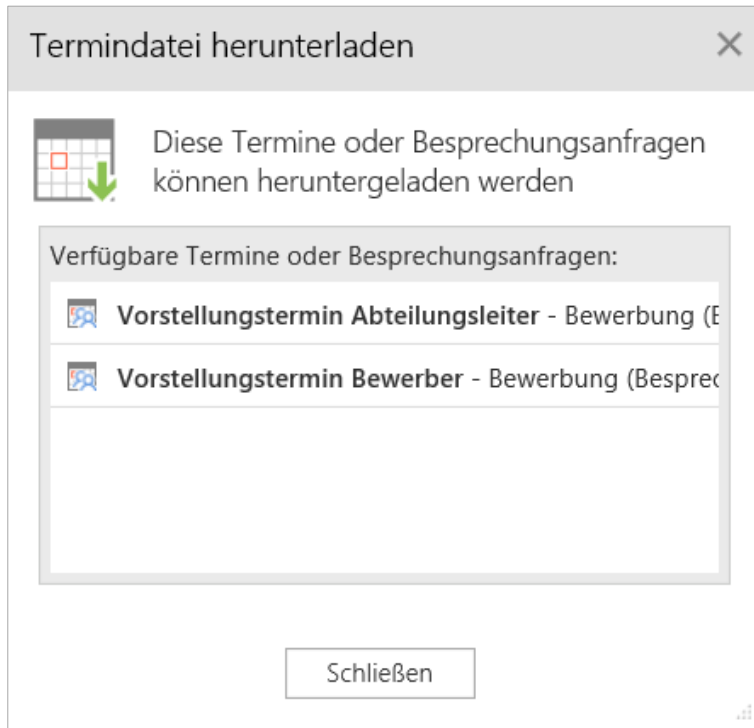 Termindatei herunterladen
Diese Termine oder Besprechungsanfragen
können heruntergeladen werden
Verfügbare Termine oder Besprechungsanfragen:
Vorstellungstermin Abteilungsleiter - Bewerbung (B
Vorstellungstermin Bewerber - Bewerbung (Besprec
Schließen